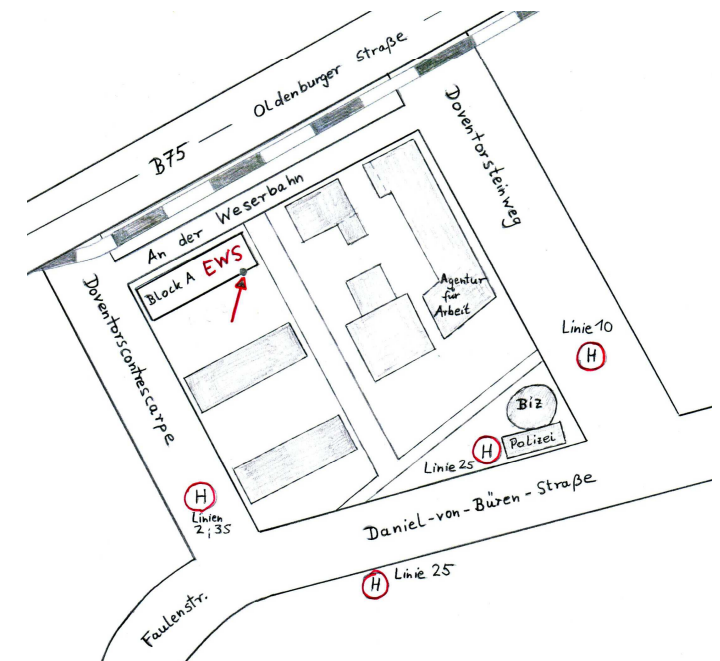 B75 — Oldenburger Straße
An der Weserbahn
Doventorsteinweg
Block A EWS
Doventorscontrescarpe
Agentur
für
Arbeit
Linie 10
H
Biz
Polizei
H
Linie 25
H
Linien
2; 35
Daniel-von-Büren-Straße
H Linie 25
Faulenstr.